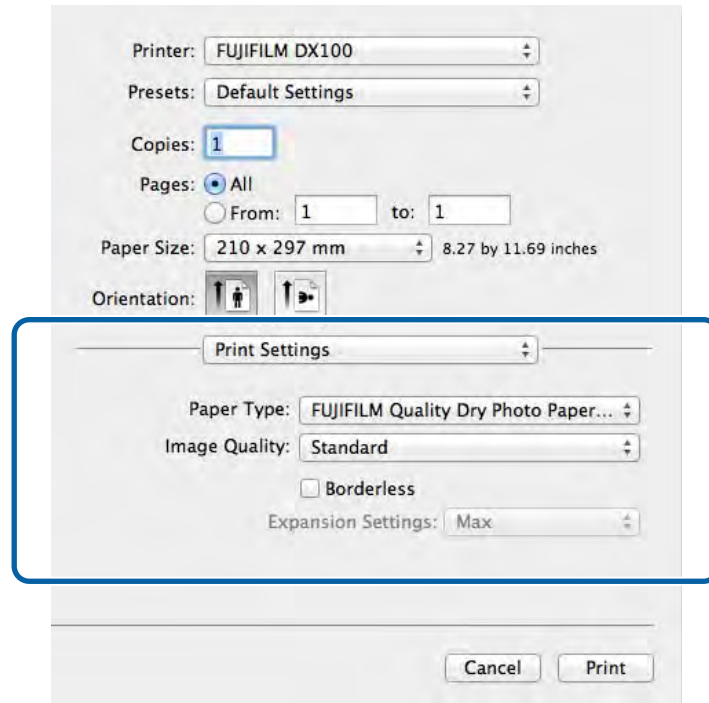 Printer: FUJIFILM DX100
Presets: Default Settings
Copies: 1
Pages: All
From: 1 to: 1
Paper Size: 210 x 297 mm 8.27 by 11.69 inches
Orientation:
Print Settings
Paper Type: FUJIFILM Quality Dry Photo Paper...
Image Quality: Standard
Borderless
Expansion Settings: Max
Cancel Print